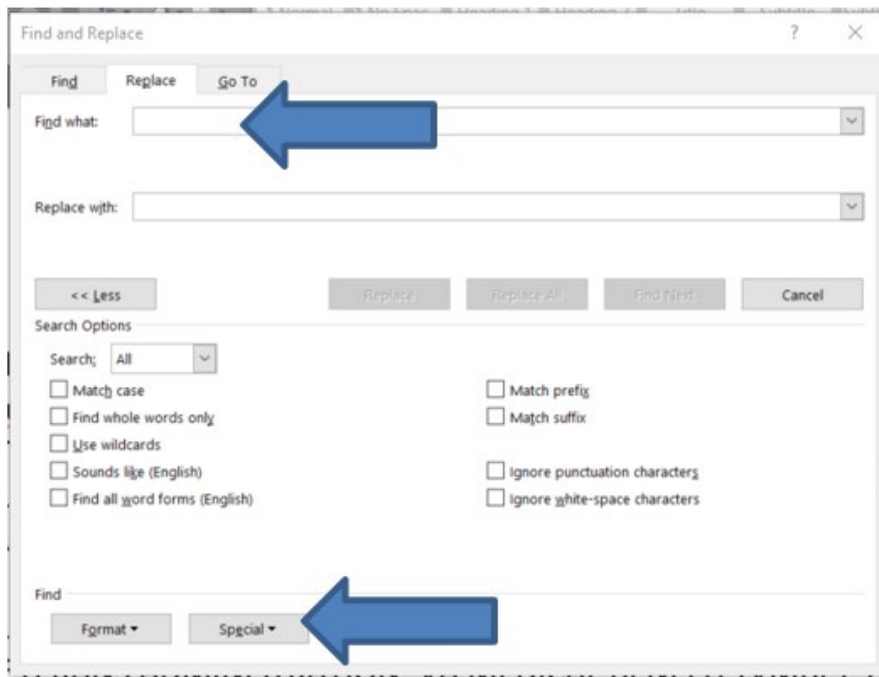 Find and Replace ? ×
Find Replace Go To
Find what:
Replace with:
<< Less Replace Replace All Find Next Cancel
Search Options
Search: All
Match case Match prefix
Find whole words only Match suffix
Use wildcards
Sounds like (English) Ignore punctuation characters
Find all word forms (English) Ignore white-space characters
Find
Format Special